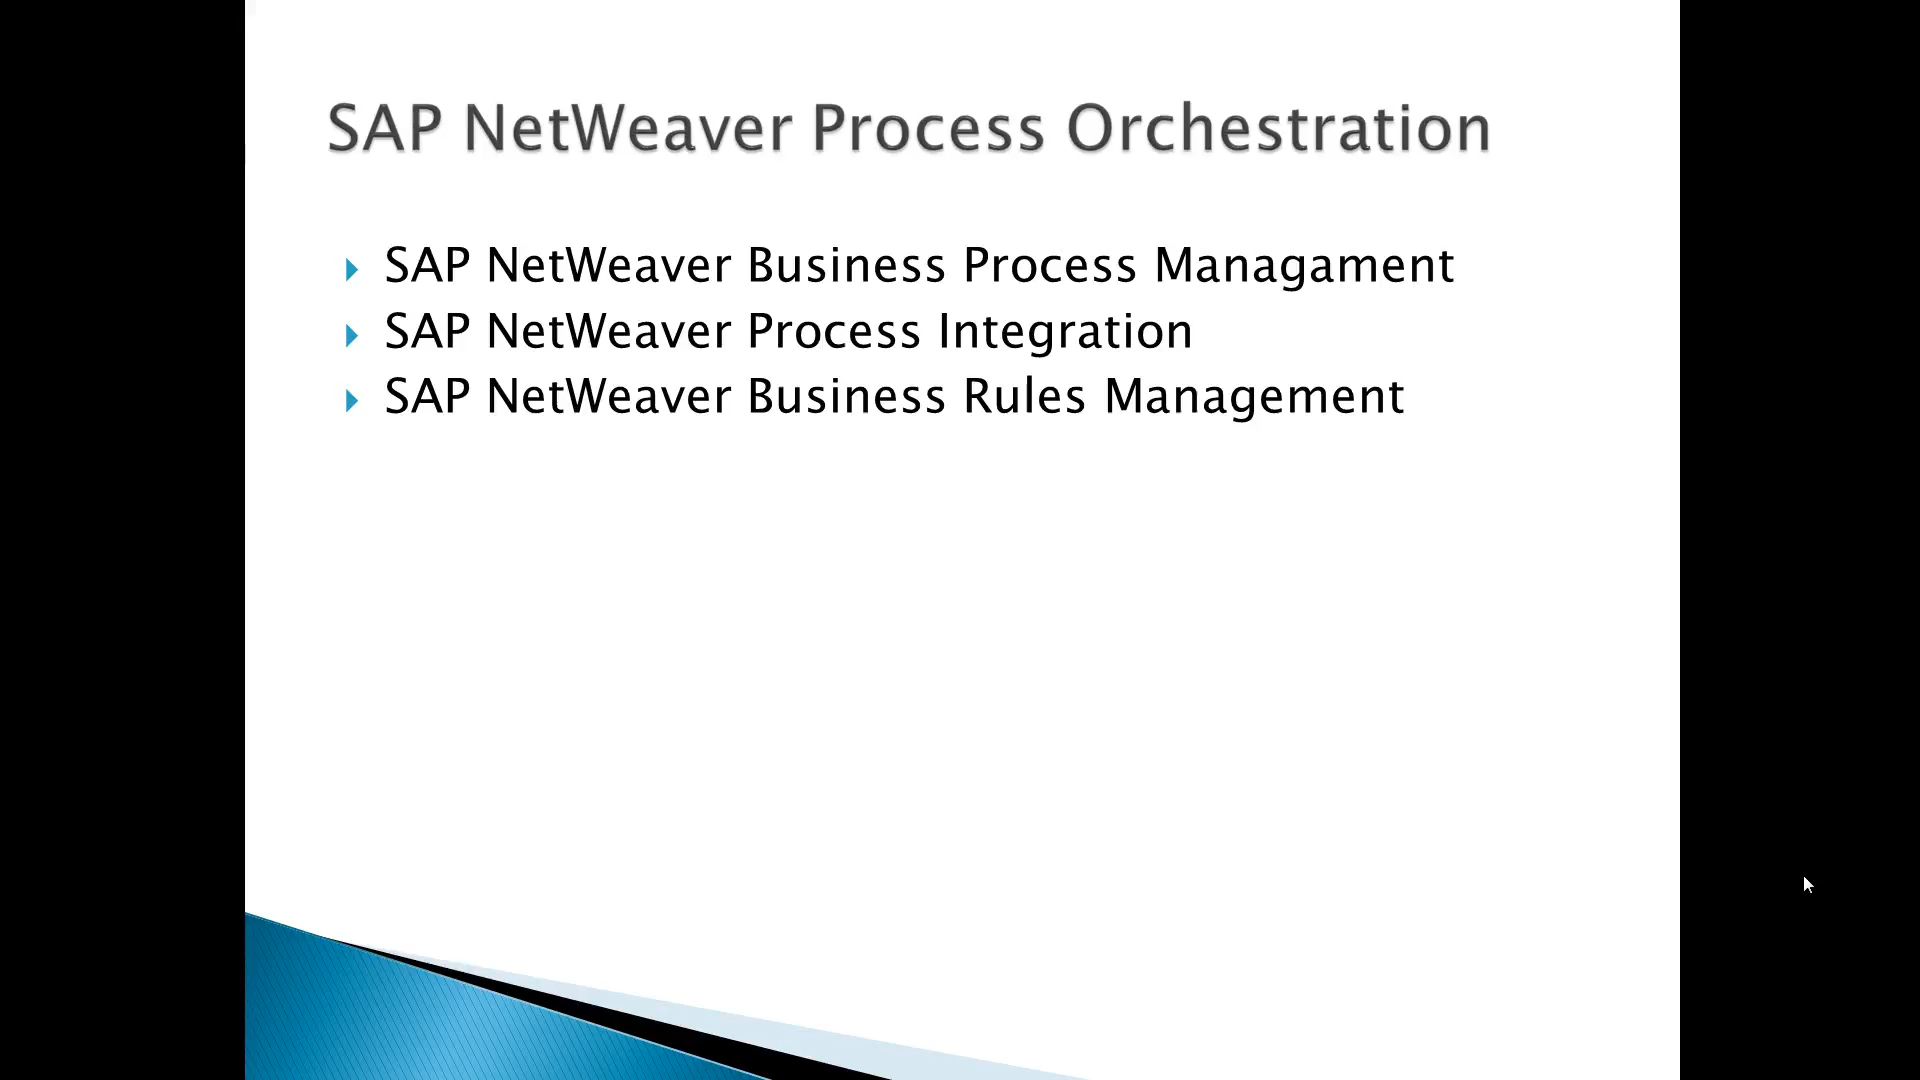 SAP NetWeaver Process Orchestration
SAP NetWeaver Business Process Managament
SAP NetWeaver Process Integration
SAP NetWeaver Business Rules Management